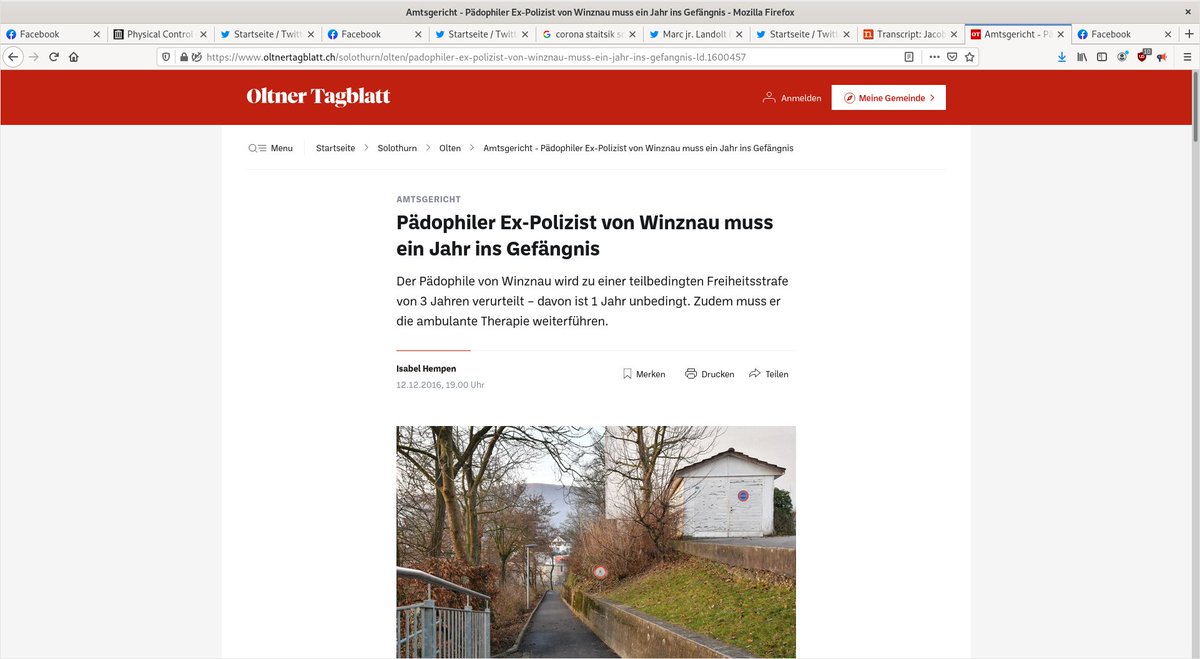 Amtsgericht - Pädophiler Ex-Polizist von Winznau muss ein Jahr ins Gefängnis - Mozilla Firefox
Facebook
Physical Control
Startseite / Twitt
Facebook
Startseite / Twitt
corona staitsik sc
Marc jr. Landolt
Startseite / Twitt
Transcript: Jacob
Amtsgericht - Pä
Facebook
https://www.oltnertagblatt.ch/solothurn/olten/padophiler-ex-polizist-von-winznau-muss-ein-jahr-ins-gefangnis-ld.1600457
Oltner Tagblatt
Anmelden
Meine Gemeinde
Menu
Startseite
Solothurn
Olten
Amtsgericht - Pädophiler Ex-Polizist von Winznau muss ein Jahr ins Gefängnis
AMTSGERICHT
Pädophiler Ex-Polizist von Winznau muss
ein Jahr ins Gefängnis
Der Pädophile von Winznau wird zu einer teilbedingten Freiheitsstrafe
von 3 Jahren verurteilt – davon ist 1 Jahr unbedingt. Zudem muss er
die ambulante Therapie weiterführen.
Isabel Hempen
12.12.2016, 19.00 Uhr
Merken
Drucken
Teilen